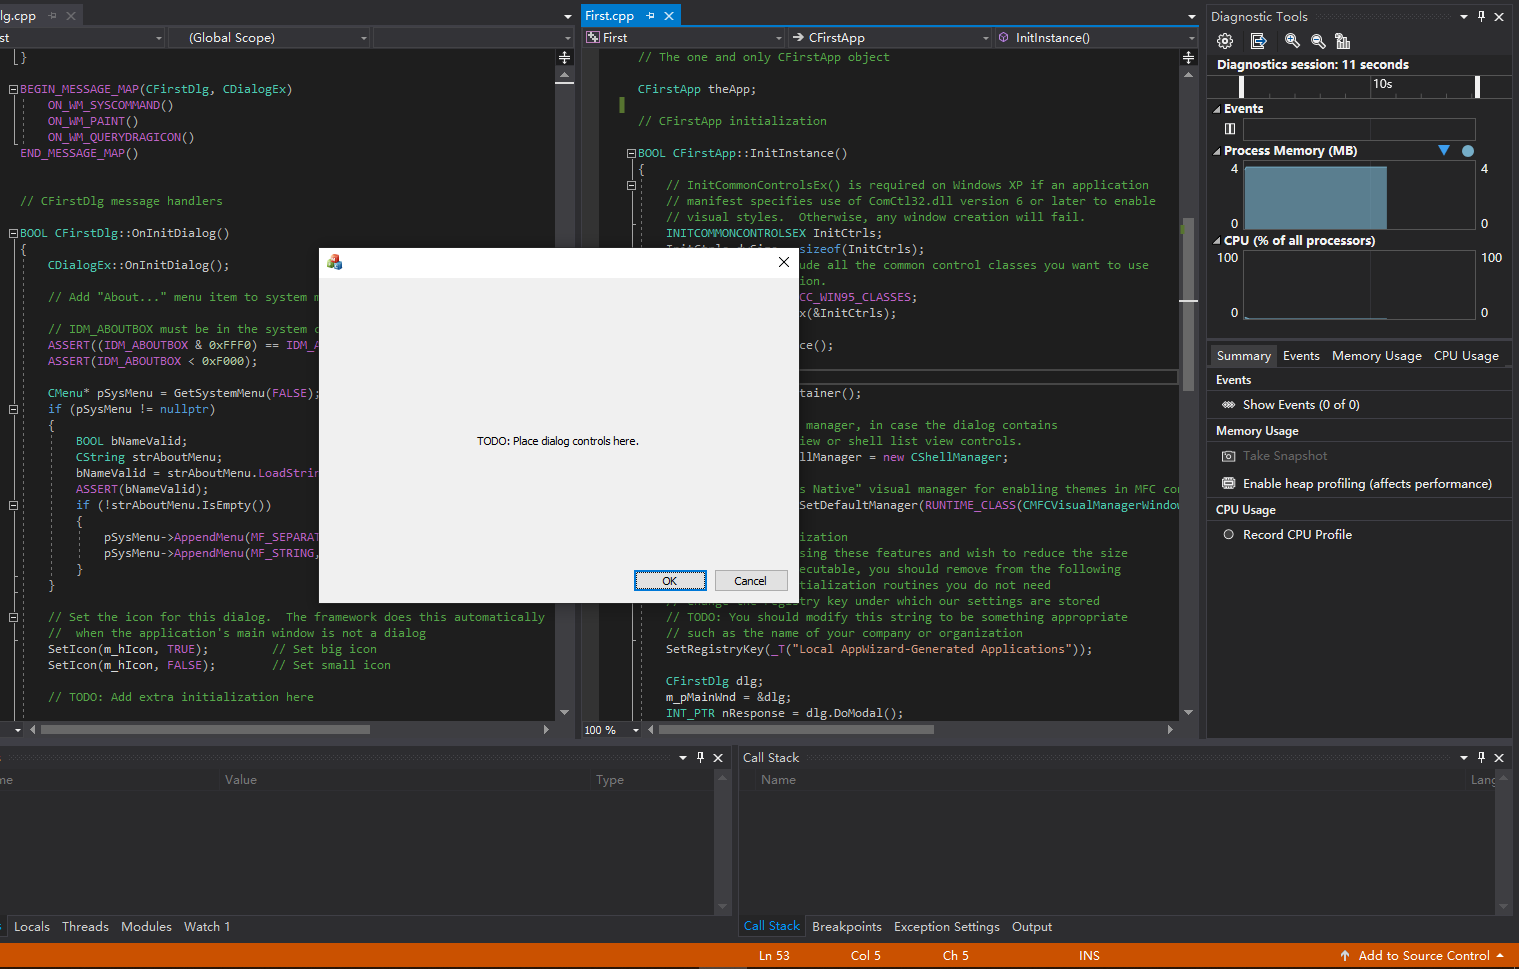 lg.cpp
(Global Scope)
}
BEGIN_MESSAGE_MAP(CFirstDlg, CDialogEx)
ON_WM_SYSCOMMAND()
ON_WM_PAINT()
ON_WM_QUERYDRAGICON()
END_MESSAGE_MAP()
// CFirstDlg message handlers
BOOL CFirstDlg::OnInitDialog()
{
CDialogEx::OnInitDialog();
// Add "About..." menu item to system m
// IDM_ABOUTBOX must be in the system c
ASSERT((IDM_ABOUTBOX & 0xFFF0) == IDM_A
ASSERT(IDM_ABOUTBOX < 0xF000);
CMenu* pSysMenu = GetSystemMenu(FALSE);
if (pSysMenu != nullptr)
{
BOOL bNameValid;
CString strAboutMenu;
bNameValid = strAboutMenu.LoadStrin
ASSERT(bNameValid);
if (!strAboutMenu.IsEmpty())
{
pSysMenu->AppendMenu(MF_SEPARAT
pSysMenu->AppendMenu(MF_STRING,
}
}
// Set the icon for this dialog.  The framework does this automatically
//  when the application's main window is not a dialog
SetIcon(m_hIcon, TRUE);         // Set big icon
SetIcon(m_hIcon, FALSE);        // Set small icon
// TODO: Add extra initialization here
First.cpp
First
CFirstApp
InitInstance()
// The one and only CFirstApp object
CFirstApp theApp;
// CFirstApp initialization
BOOL CFirstApp::InitInstance()
{
// InitCommonControlsEx() is required on Windows XP if an application
// manifest specifies use of ComCtl32.dll version 6 or later to enable
// visual styles.  Otherwise, any window creation will fail.
INITCOMMONCONTROLSEX InitCtrls;
sizeof(InitCtrls);
ude all the common control classes you want to use
ion.
CC_WIN95_CLASSES;
x(&InitCtrls);
ce();
tainer();
manager, in case the dialog contains
iew or shell list view controls.
llManager = new CShellManager;
s Native" visual manager for enabling themes in MFC con
SetDefaultManager(RUNTIME_CLASS(CMFCVisualManagerWindow
ization
sing these features and wish to reduce the size
ecutable, you should remove from the following
tialization routines you do not need
// Change the registry key under which our settings are stored
// TODO: You should modify this string to be something appropriate
// such as the name of your company or organization
SetRegistryKey(_T("Local AppWizard-Generated Applications"));
CFirstDlg dlg;
m_pMainWnd = &dlg;
INT_PTR nResponse = dlg.DoModal();
100 %
TODO: Place dialog controls here.
OK
Cancel
Diagnostic Tools
Diagnostics session: 11 seconds
10s
Events
Process Memory (MB)
4
4
0
0
CPU (% of all processors)
100
100
0
0
Summary
Events
Memory Usage
CPU Usage
Events
Show Events (0 of 0)
Memory Usage
Take Snapshot
Enable heap profiling (affects performance)
CPU Usage
Record CPU Profile
Value
Type
Locals
Threads
Modules
Watch 1
Call Stack
Name
Lang
Call Stack
Breakpoints
Exception Settings
Output
Ln 53
Col 5
Ch 5
INS
Add to Source Control